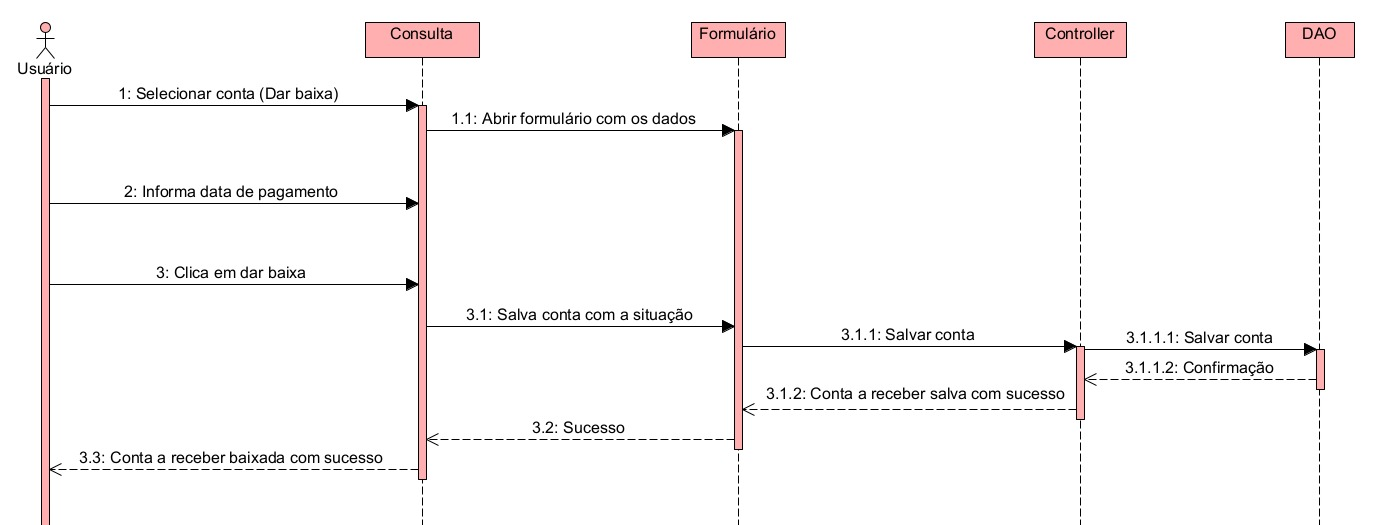 Usuário
Consulta
Formulário
Controller
DAO
1: Selecionar conta (Dar baixa)
1.1: Abrir formulário com os dados
2: Informa data de pagamento
3: Clica em dar baixa
3.1: Salva conta com a situação
3.1.1: Salvar conta
3.1.1.1: Salvar conta
3.1.1.2: Confirmação
3.1.2: Conta a receber salva com sucesso
3.2: Sucesso
3.3: Conta a receber baixada com sucesso